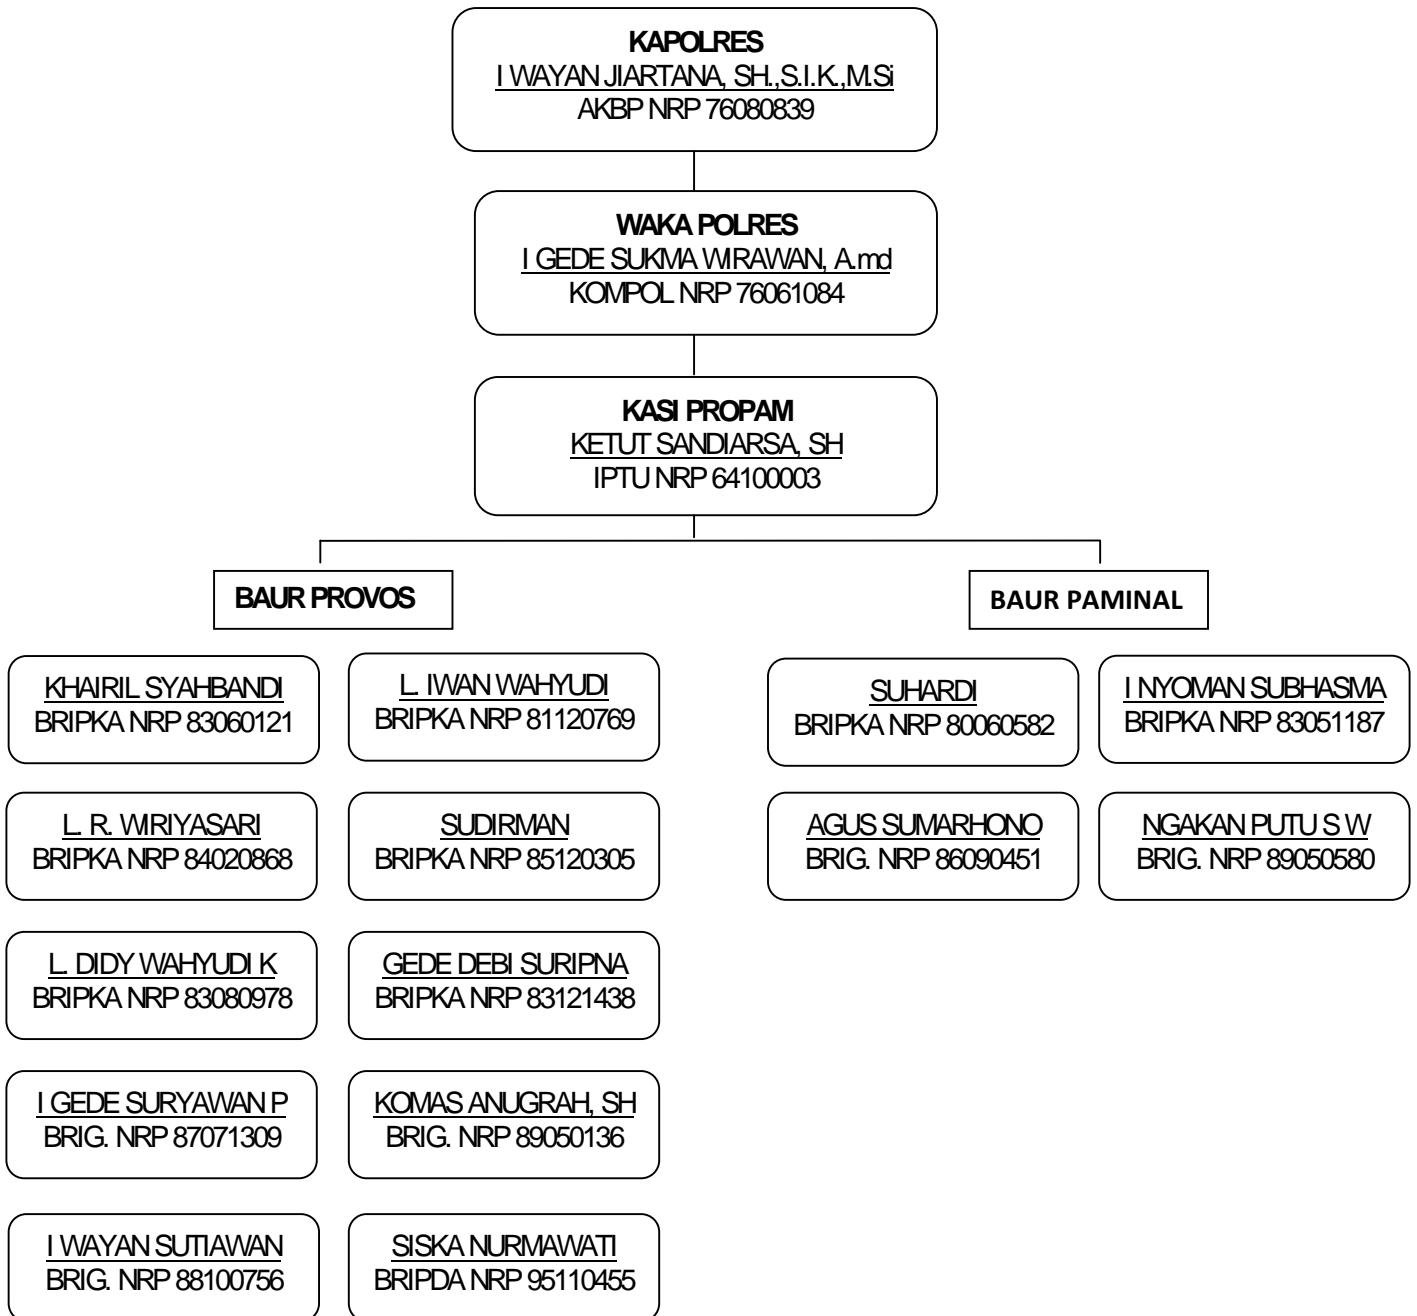 KAPOLRES
I WAYAN JIARTANA, SH.,S.I.K.,M.Si
AKBP NRP 76080839
WAKA POLRES
I GEDE SUKMA WIRAWAN, A.md
KOMPOL NRP 76061084
KASI PROPAM
KETUT SANDIARSA, SH
IPTU NRP 64100003
BAUR PROVOS
BAUR PAMINAL
KHAIRIL SYAHBANDI
BRIPKA NRP 83060121
L. IWAN WAHYUDI
BRIPKA NRP 81120769
SUHARDI
BRIPKA NRP 80060582
I NYOMAN SUBHASMA
BRIPKA NRP 83051187
L. R. WIRIYASARI
BRIPKA NRP 84020868
SUDIRMAN
BRIPKA NRP 85120305
AGUS SUMARHONO
BRIG. NRP 86090451
NGAKAN PUTU S W
BRIG. NRP 89050580
L. DIDY WAHYUDI K
BRIPKA NRP 83080978
GEDE DEBI SURIPNA
BRIPKA NRP 83121438
I GEDE SURYAWAN P
BRIG. NRP 87071309
KOMAS ANUGRAH, SH
BRIG. NRP 89050136
I WAYAN SUTIAWAN
BRIG. NRP 88100756
SISKA NURMAWATI
BRIPDA NRP 95110455